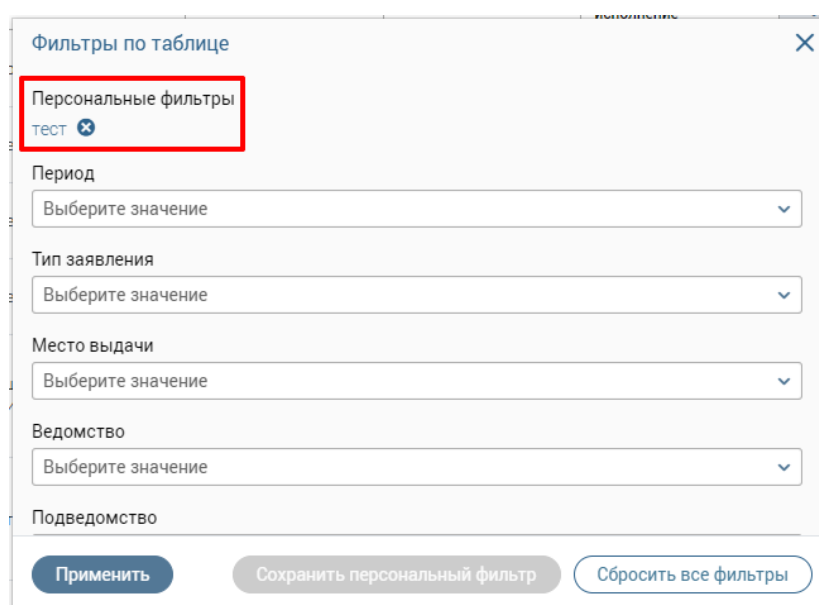 исполнение
Фильтры по таблице
Персональные фильтры
тест
Период
Выберите значение
Тип заявления
Выберите значение
Место выдачи
Выберите значение
Ведомство
Выберите значение
Подведомство
Применить
Сохранить персональный фильтр
Сбросить все фильтры